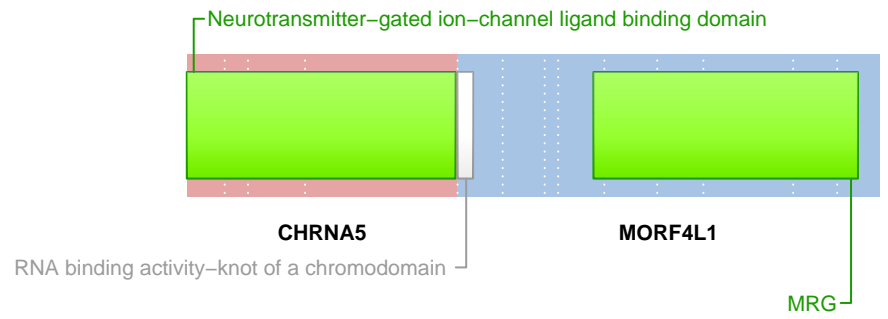 Neurotransmitter−gated ion−channel ligand binding domain
CHRNA5
MORF4L1
RNA binding activity−knot of a chromodomain
MRG